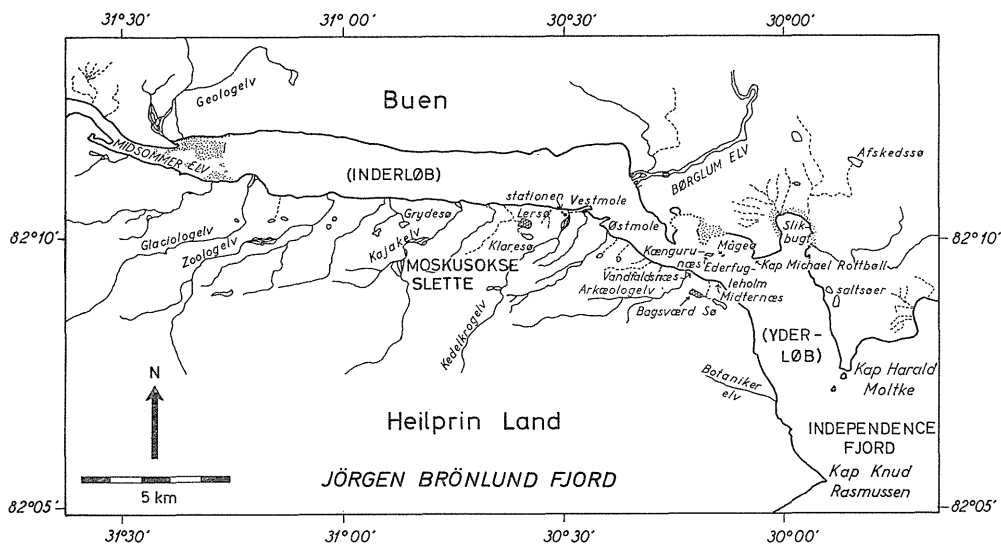 31°30′ 31°00′ 30°30′ 30°00′
Geologelv
Buen
MIDSOMMER ELV
(INDERLØB)
BØRGLUM ELV
Afskedssø
stationen Vestmole
Lersø
Grydesø
Østmole
Slik-
bugt
82°10′
82°10′
Glaciologelv
Zoologelv
Kajakelv
Klaresø
Kænguru-
næs
Mågeø
Ederfug-
leholm
Kap Michael Rottbøll
MOSKUSOKSE
SLETTE
Vandfaldsnæs
Arkæologelv
Midternæs
saltsøer
Bagsværd Sø
Kedelkrogelv
(YDER-
LØB)
Kap Harald
Moltke
Botaniker
elv
N
Heilprin Land
INDEPENDENCE
FJORD
5 km
JÖRGEN BRÖNLUND FJORD
Kap Knud
Rasmussen
82°05′
82°05′
31°30′ 31°00′ 30°30′ 30°00′